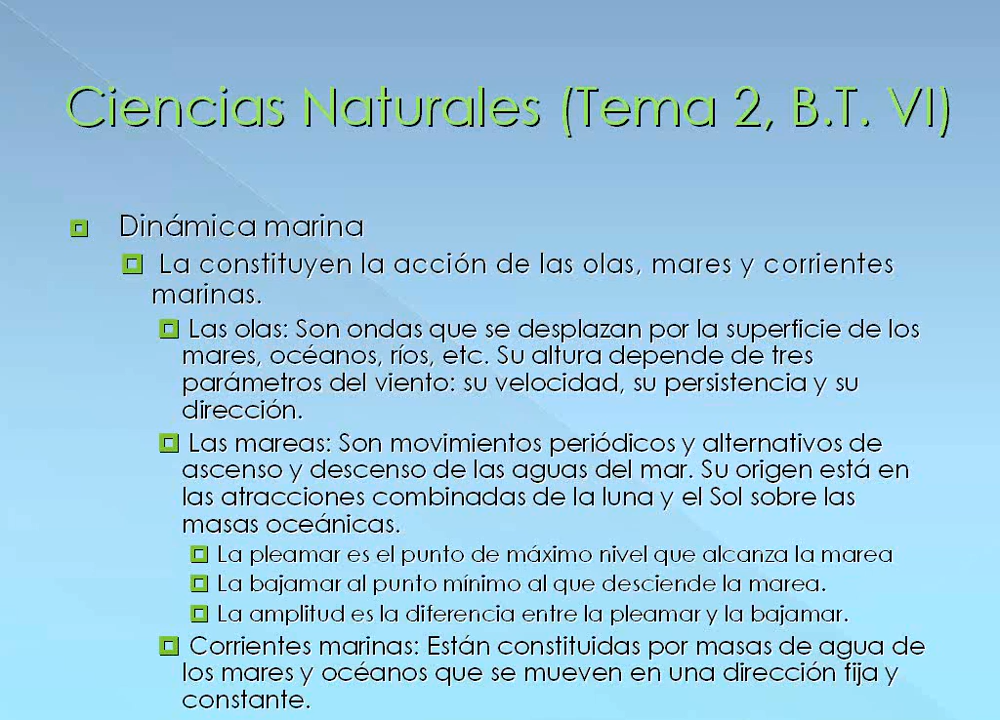 Ciencias Naturales (Tema 2, B.T. VI)
Dinámica marina
La constituyen la acción de las olas, mares y corrientes
marinas.
Las olas: Son ondas que se desplazan por la superficie de los
mares, océanos, ríos, etc. Su altura depende de tres
parámetros del viento: su velocidad, su persistencia y su
dirección.
Las mareas: Son movimientos periódicos y alternativos de
ascenso y descenso de las aguas del mar. Su origen está en
las atracciones combinadas de la luna y el Sol sobre las
masas oceánicas.
La pleamar es el punto de máximo nivel que alcanza la marea
La bajamar al punto mínimo al que desciende la marea.
La amplitud es la diferencia entre la pleamar y la bajamar.
Corrientes marinas: Están constituidas por masas de agua de
los mares y océanos que se mueven en una dirección fija y
constante.